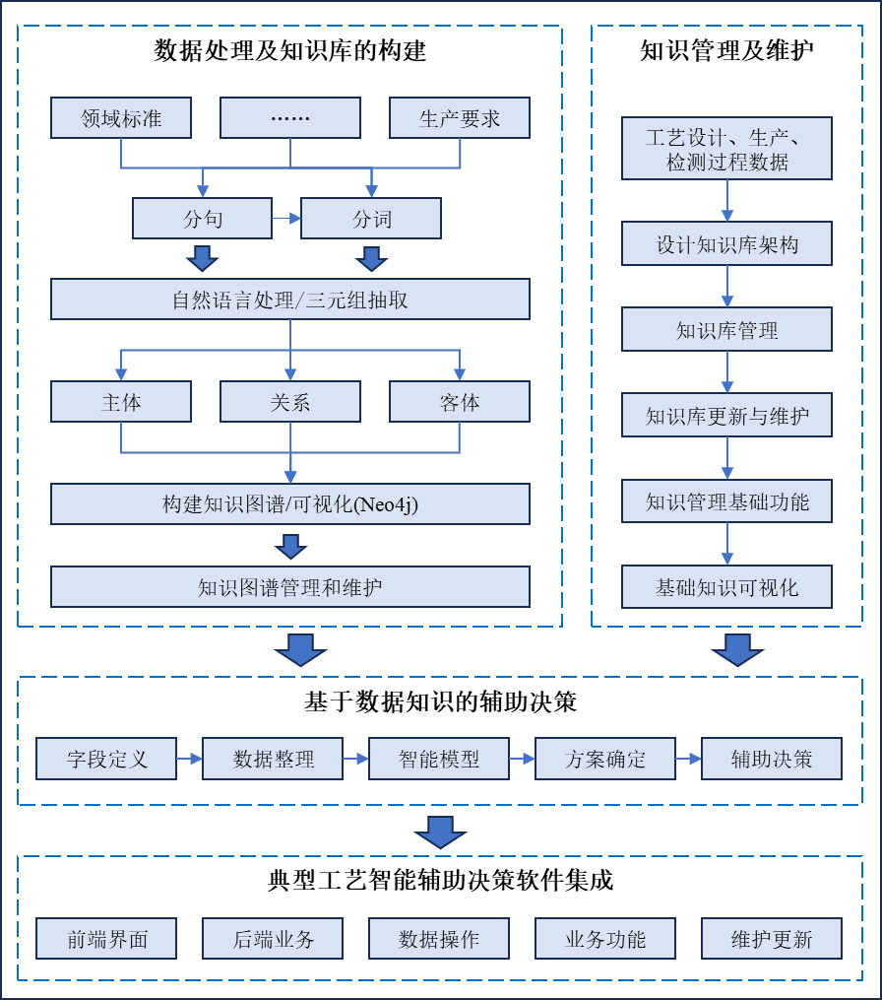 数据处理及知识库的构建
领域标准
……
生产要求
分句
分词
自然语言处理/三元组抽取
主体
关系
客体
构建知识图谱/可视化(Neo4j)
知识图谱管理和维护
知识管理及维护
工艺设计、生产、
检测过程数据
设计知识库架构
知识库管理
知识库更新与维护
知识管理基础功能
基础知识可视化
基于数据知识的辅助决策
字段定义
数据整理
智能模型
方案确定
辅助决策
典型工艺智能辅助决策软件集成
前端界面
后端业务
数据操作
业务功能
维护更新